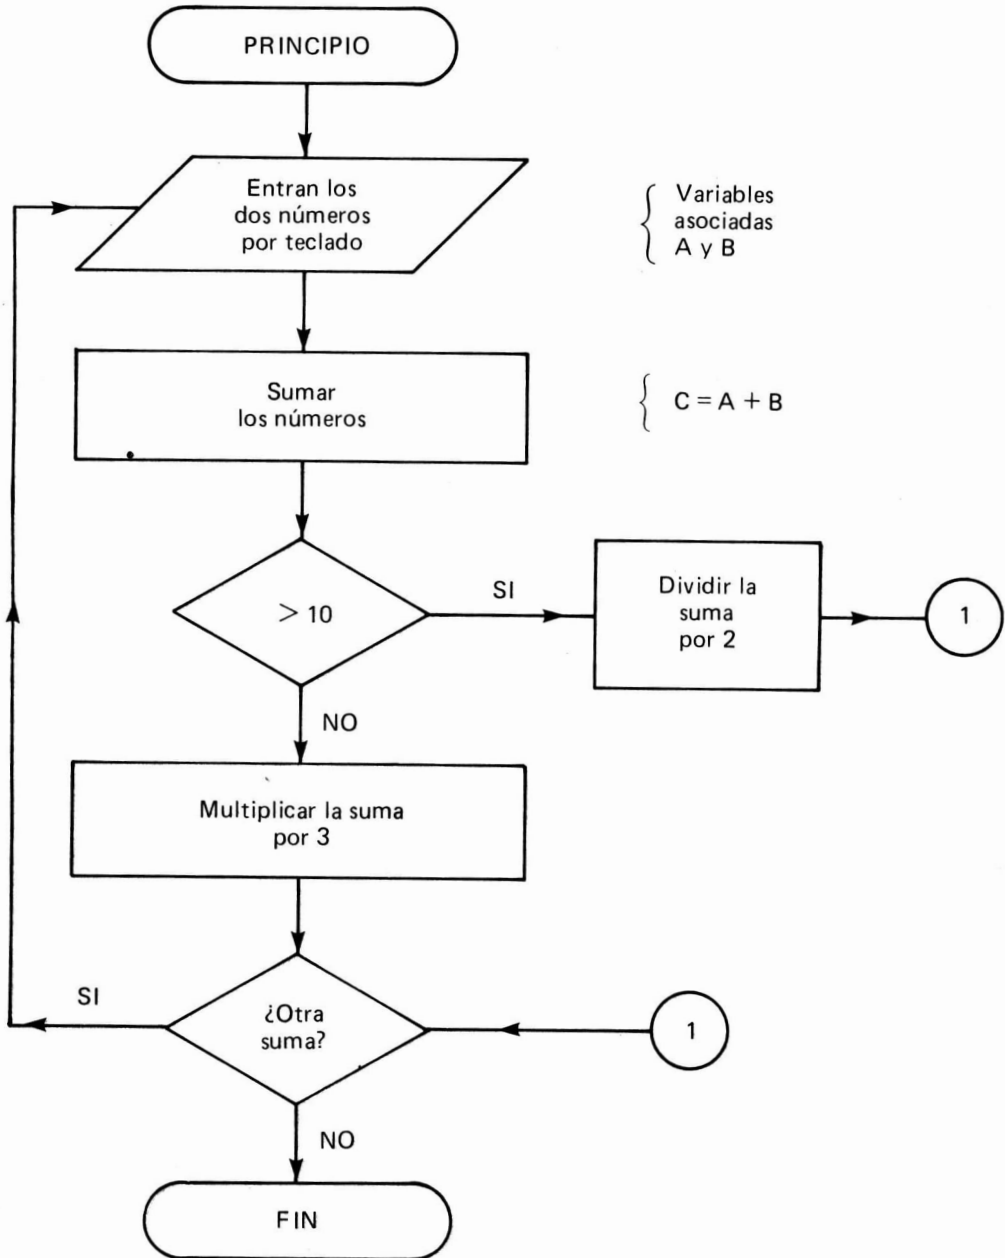 PRINCIPIO
Entran los
dos números
por teclado
Variables
asociadas
A y B
Sumar
los números
C = A + B
> 10
SI
Dividir la
suma
por 2
1
NO
Multiplicar la suma
por 3
SI
¿Otra
suma?
1
NO
FIN